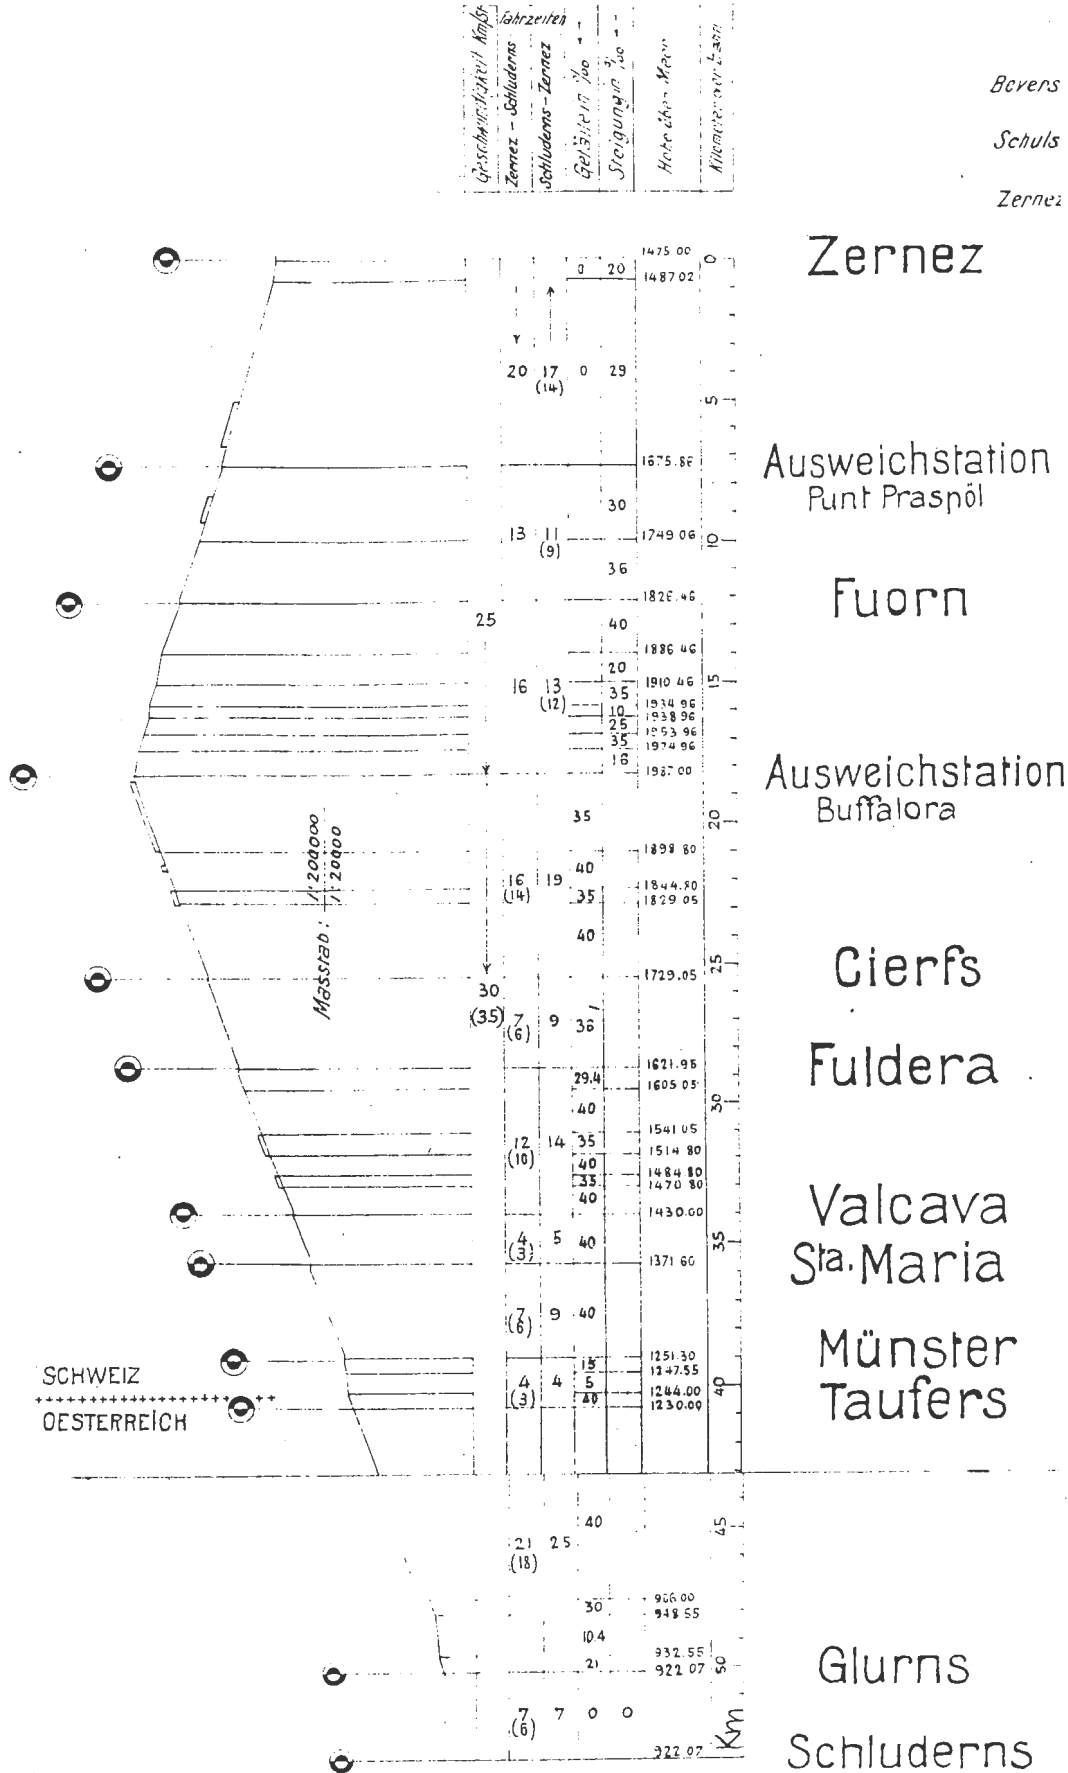 Geschwindigkeit Km/St
Fahrzeiten
Zernez - Schluderns
Schluderns - Zernez
Gefälle in ‰
Steigung in ‰
Höhe über Meer
Bevers
Schuls
Zernez
Zernez
1475.00
0
0 20
1487.02
20 17 0 29
(14)
5
1675.86
Ausweichstation
Punt Praspöl
30
13 11
(9)
1749.06
10
36
1826.46
Fuorn
25
40
1886.46
20
1910.46
15
16 13
(12)
35
1934.96
10
1938.96
25
1953.96
35
1974.96
16
1987.00
Ausweichstation
Buffalora
35
20
Masstab: 1:200000
1:20000
1898.80
40
16 19
(14)
1844.80
35
1829.05
40
1729.05
25
Cierfs
30
(35)
7 9 36
(6)
1621.95
Fuldera
29.4
1605.05
30
40
1541.05
12 14 35
(10)
1514.80
40
1484.80
35
1470.80
40
1430.00
Valcava
4 5 40
(3)
35
1371.60
Sta. Maria
7 9 40
(6)
1251.30
Münster
15
1247.55
SCHWEIZ
4 4 5
(3)
1244.00
40
40
1230.00
Taufers
OESTERREICH
40
45
21 25
(18)
966.00
30
948.55
10.4
932.55
21
922.07
50
Glurns
7 7 0 0
(6)
Km
922.07
Schluderns